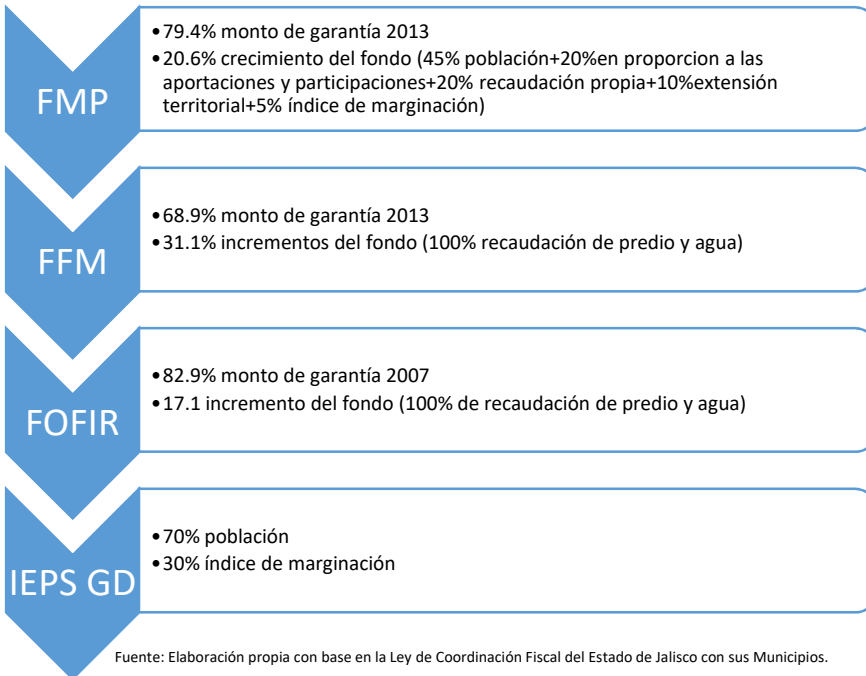 FMP
•79.4% monto de garantía 2013
•20.6% crecimiento del fondo (45% población+20%en proporcion a las
aportaciones y participaciones+20% recaudación propia+10%extensión
territorial+5% índice de marginación)
FFM
•68.9% monto de garantía 2013
•31.1% incrementos del fondo (100% recaudación de predio y agua)
FOFIR
•82.9% monto de garantía 2007
•17.1 incremento del fondo (100% de recaudación de predio y agua)
IEPS GD
•70% población
•30% índice de marginación
Fuente: Elaboración propia con base en la Ley de Coordinación Fiscal del Estado de Jalisco con sus Municipios.